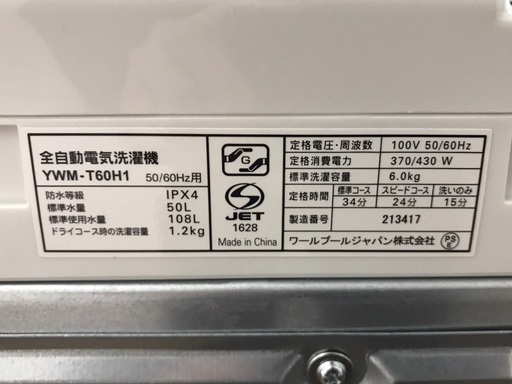 全自動電気洗濯機
YWM-T60H1 50/60Hz用
防水等級 IPX4
標準水量 50L
標準使用水量 108L
ドライコース時の洗濯容量 1.2kg
G
JET
1628
Made in China
定格電圧・周波数 100V 50/60Hz
定格消費電力 370/430 W
標準洗濯容量 6.0kg
定格時間 標準コース スピードコース 洗いのみ
34分 24分 15分
製造番号 213417
ワールプールジャパン株式会社
PS
E